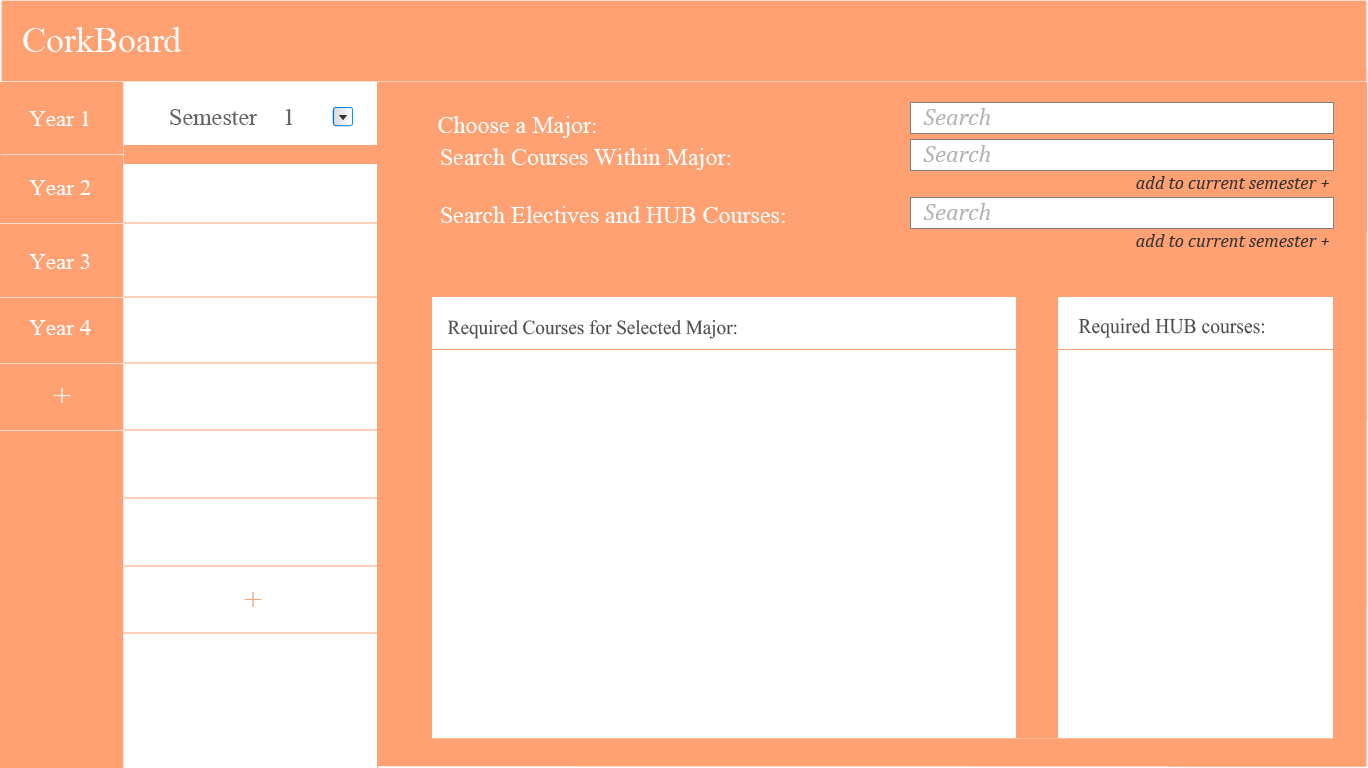 CorkBoard
Year 1
Year 2
Year 3
Year 4
+
Semester 1
+
Choose a Major:
Search
Search Courses Within Major:
Search
add to current semester +
Search Electives and HUB Courses:
Search
add to current semester +
Required Courses for Selected Major:
Required HUB courses: